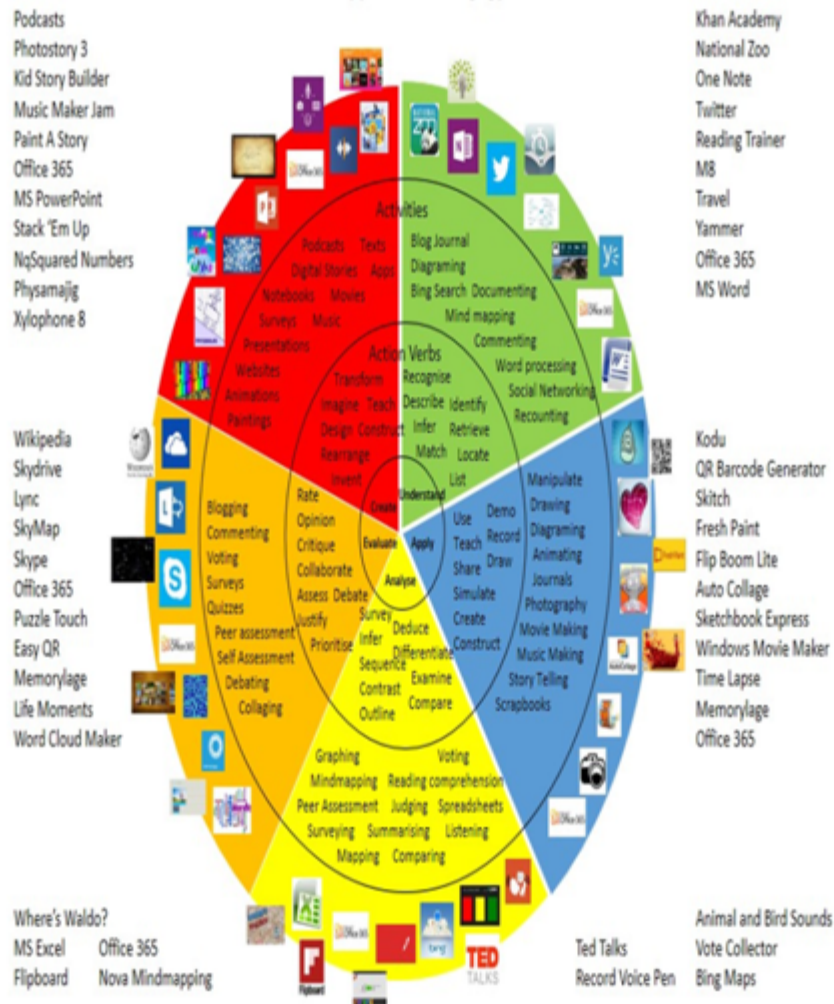 Podcasts
Photostory 3
Kid Story Builder
Music Maker Jam
Paint A Story
Office 365
MS PowerPoint
Stack "Em Up
NqSquared Numbers
Physamajig
Xylophone 8
Khan Academy
National Zoo
One Note
Twitter
Reading Trainer
M8
Travel
Yammer
Office 365
MS Word
Activities
Podcasts Texts
Digital Stories Apps
Notebooks Movies
Surveys Music
Presentations
Websites
Animations
Paintings
Blog Journal
Diagraming
Bing Search Documenting
Mind mapping
Commenting
Word processing
Social Networking
Recounting
Action Verbs
Transform
Imagine Teach
Design Construct
Rearrange
Invent
Create
Recognise
Describe Identify
Infer Retrieve
Match Locate
List
Understand
Wikipedia
Skydrive
Lync
SkyMap
Skype
Office 365
Puzzle Touch
Easy QR
Memorylage
Life Moments
Word Cloud Maker
Blogging
Commenting
Voting
Surveys
Quizzes
Peer assessment
Self Assessment
Debating
Collaging
Rate
Opinion
Critique
Collaborate
Assess Debate
Justify
Prioritise
Evaluate
Apply
Analyse
Use Demo
Teach Record
Share Draw
Simulate
Create
Construct
Manipulate
Drawing
Diagraming
Animating
Journals
Photography
Movie Making
Music Making
Story Telling
Scrapbooks
Kodu
QR Barcode Generator
Skitch
Fresh Paint
Flip Boom Lite
Auto Collage
Sketchbook Express
Windows Movie Maker
Time Lapse
Memorylage
Office 365
Survey
Infer Deduce
Sequence Differentiate
Contrast Examine
Outline Compare
Graphing Voting
Mindmapping Reading comprehension
Peer Assessment Judging Spreadsheets
Surveying Summarising Listening
Mapping Comparing
Where's Waldo?
MS Excel Office 365
Flipboard Nova Mindmapping
Flipboard
bing
TED
TALKS
Ted Talks
Record Voice Pen
Animal and Bird Sounds
Vote Collector
Bing Maps